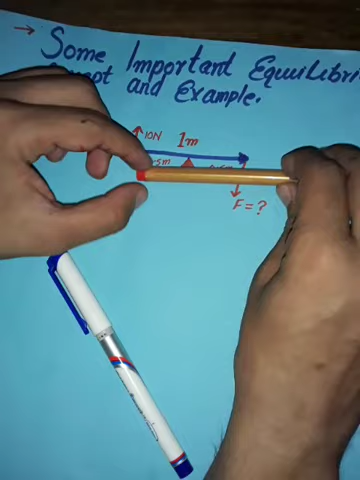 → Some Important Equilibri
and Example.
10N 1m
F = ?